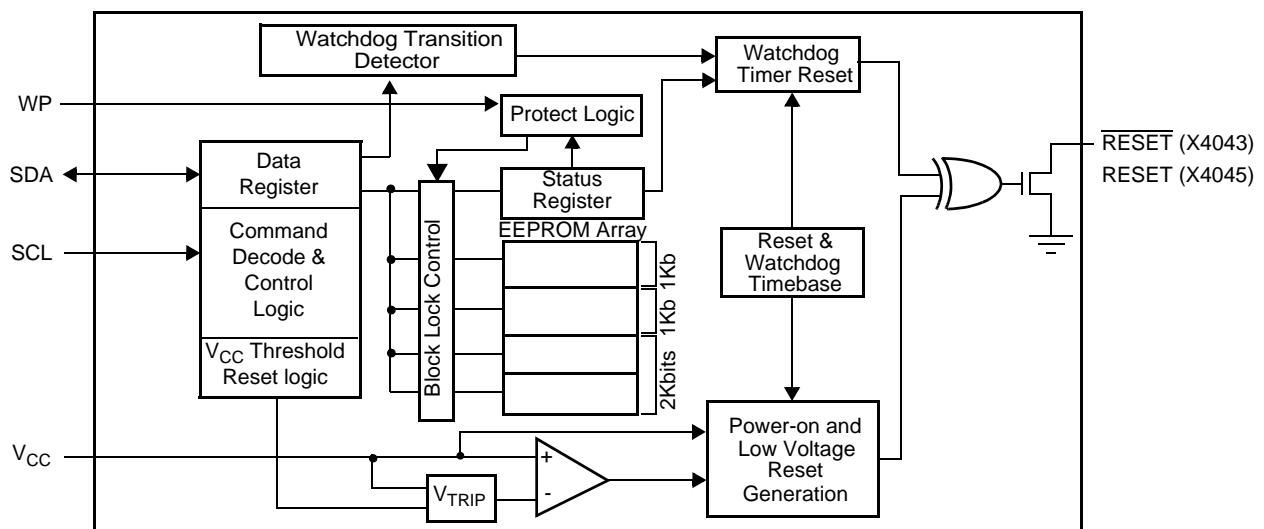 Watchdog Transition
Detector
Watchdog
Timer Reset
WP
Protect Logic
RESET (X4043)
RESET (X4045)
SDA
Data
Register
Status
Register
EEPROM Array
SCL
Command
Decode &
Control
Logic
Block Lock Control
1Kb
1Kb
2Kbits
Reset &
Watchdog
Timebase
VCC Threshold
Reset logic
Power-on and
Low Voltage
Reset
Generation
VCC
+
-
VTRIP